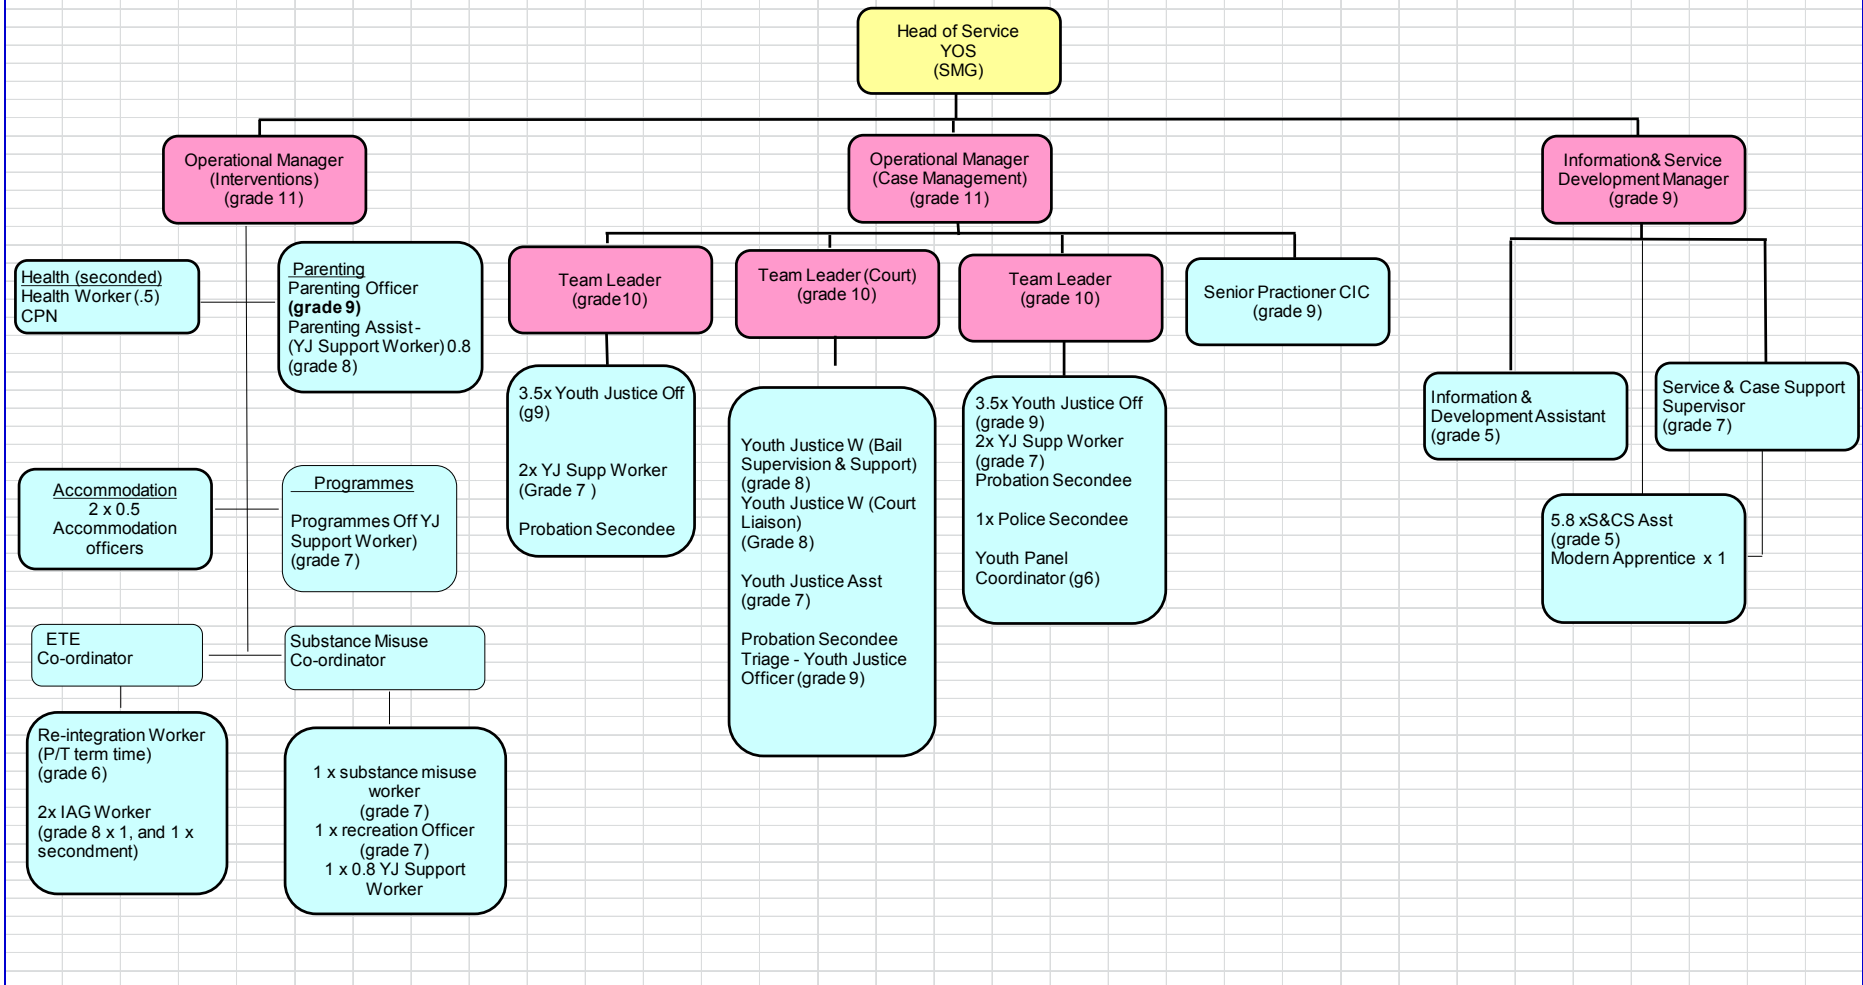 Head of Service
YOS
(SMG)
Operational Manager
(Interventions)
(grade 11)
Operational Manager
(Case Management)
(grade 11)
Information& Service
Development Manager
(grade 9)
Health (seconded)
Health Worker (.5)
CPN
Parenting
Parenting Officer
(grade 9)
Parenting Assist -
(YJ Support Worker) 0.8
(grade 8)
Team Leader
(grade10)
Team Leader (Court)
(grade 10)
Team Leader
(grade 10)
Senior Practioner CIC
(grade 9)
3.5x Youth Justice Off
(g9)
2x YJ Supp Worker
(Grade 7 )
Probation Secondee
Youth Justice W (Bail
Supervision & Support)
(grade 8)
Youth Justice W (Court
Liaison)
(Grade 8)
Youth Justice Asst
(grade 7)
Probation Secondee
Triage - Youth Justice
Officer (grade 9)
3.5x Youth Justice Off
(grade 9)
2x YJ Supp Worker
(grade 7)
Probation Secondee
1x Police Secondee
Youth Panel
Coordinator (g6)
Information &
Development Assistant
(grade 5)
Service & Case Support
Supervisor
(grade 7)
5.8 xS&CS Asst
(grade 5)
Modern Apprentice x 1
Accommodation
2 x 0.5
Accommodation
officers
Programmes
Programmes Off YJ
Support Worker)
(grade 7)
ETE
Co-ordinator
Substance Misuse
Co-ordinator
Re-integration Worker
(P/T term time)
(grade 6)
2x IAG Worker
(grade 8 x 1, and 1 x
secondment)
1 x substance misuse
worker
(grade 7)
1 x recreation Officer
(grade 7)
1 x 0.8 YJ Support
Worker